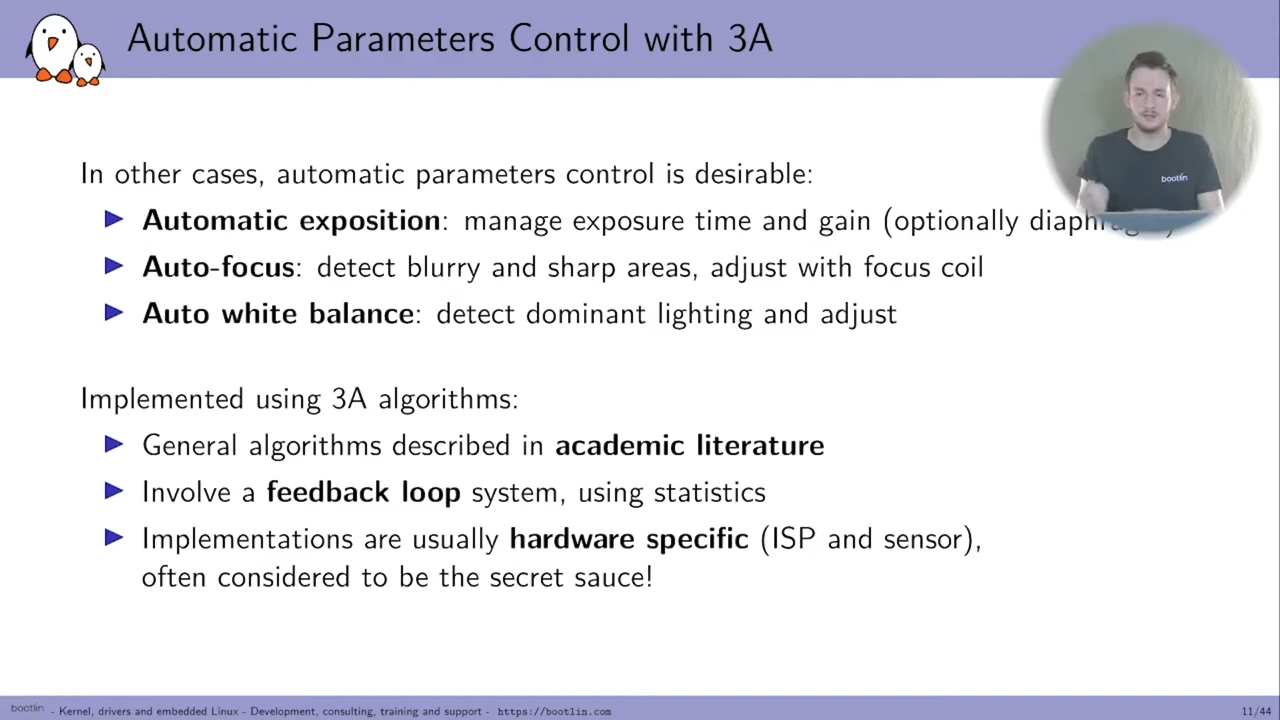 Automatic Parameters Control with 3A
bootlin
In other cases, automatic parameters control is desirable:
▶ Automatic exposition: manage exposure time and gain (optionally
▶ Auto-focus: detect blurry and sharp areas, adjust with focus coil
▶ Auto white balance: detect dominant lighting and adjust
Implemented using 3A algorithms:
▶ General algorithms described in academic literature
▶ Involve a feedback loop system, using statistics
▶ Implementations are usually hardware specific (ISP and sensor),
often considered to be the secret sauce!
bootlin - Kernel, drivers and embedded Linux - Development, consulting, training and support - https://bootlin.com 11/44